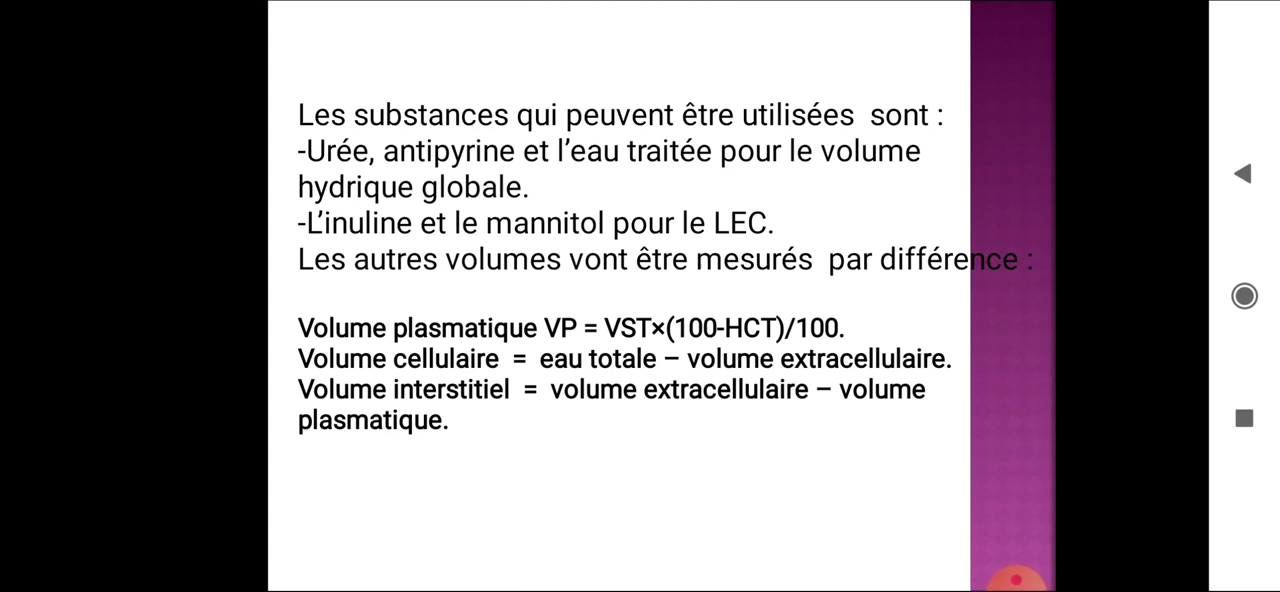 Les substances qui peuvent être utilisées  sont :
-Urée, antipyrine et l’eau traitée pour le volume
hydrique globale.
-L’inuline et le mannitol pour le LEC.
Les autres volumes vont être mesurés  par différence :
Volume plasmatique VP = VST×(100-HCT)/100.
Volume cellulaire  =  eau totale – volume extracellulaire.
Volume interstitiel  =  volume extracellulaire – volume
plasmatique.